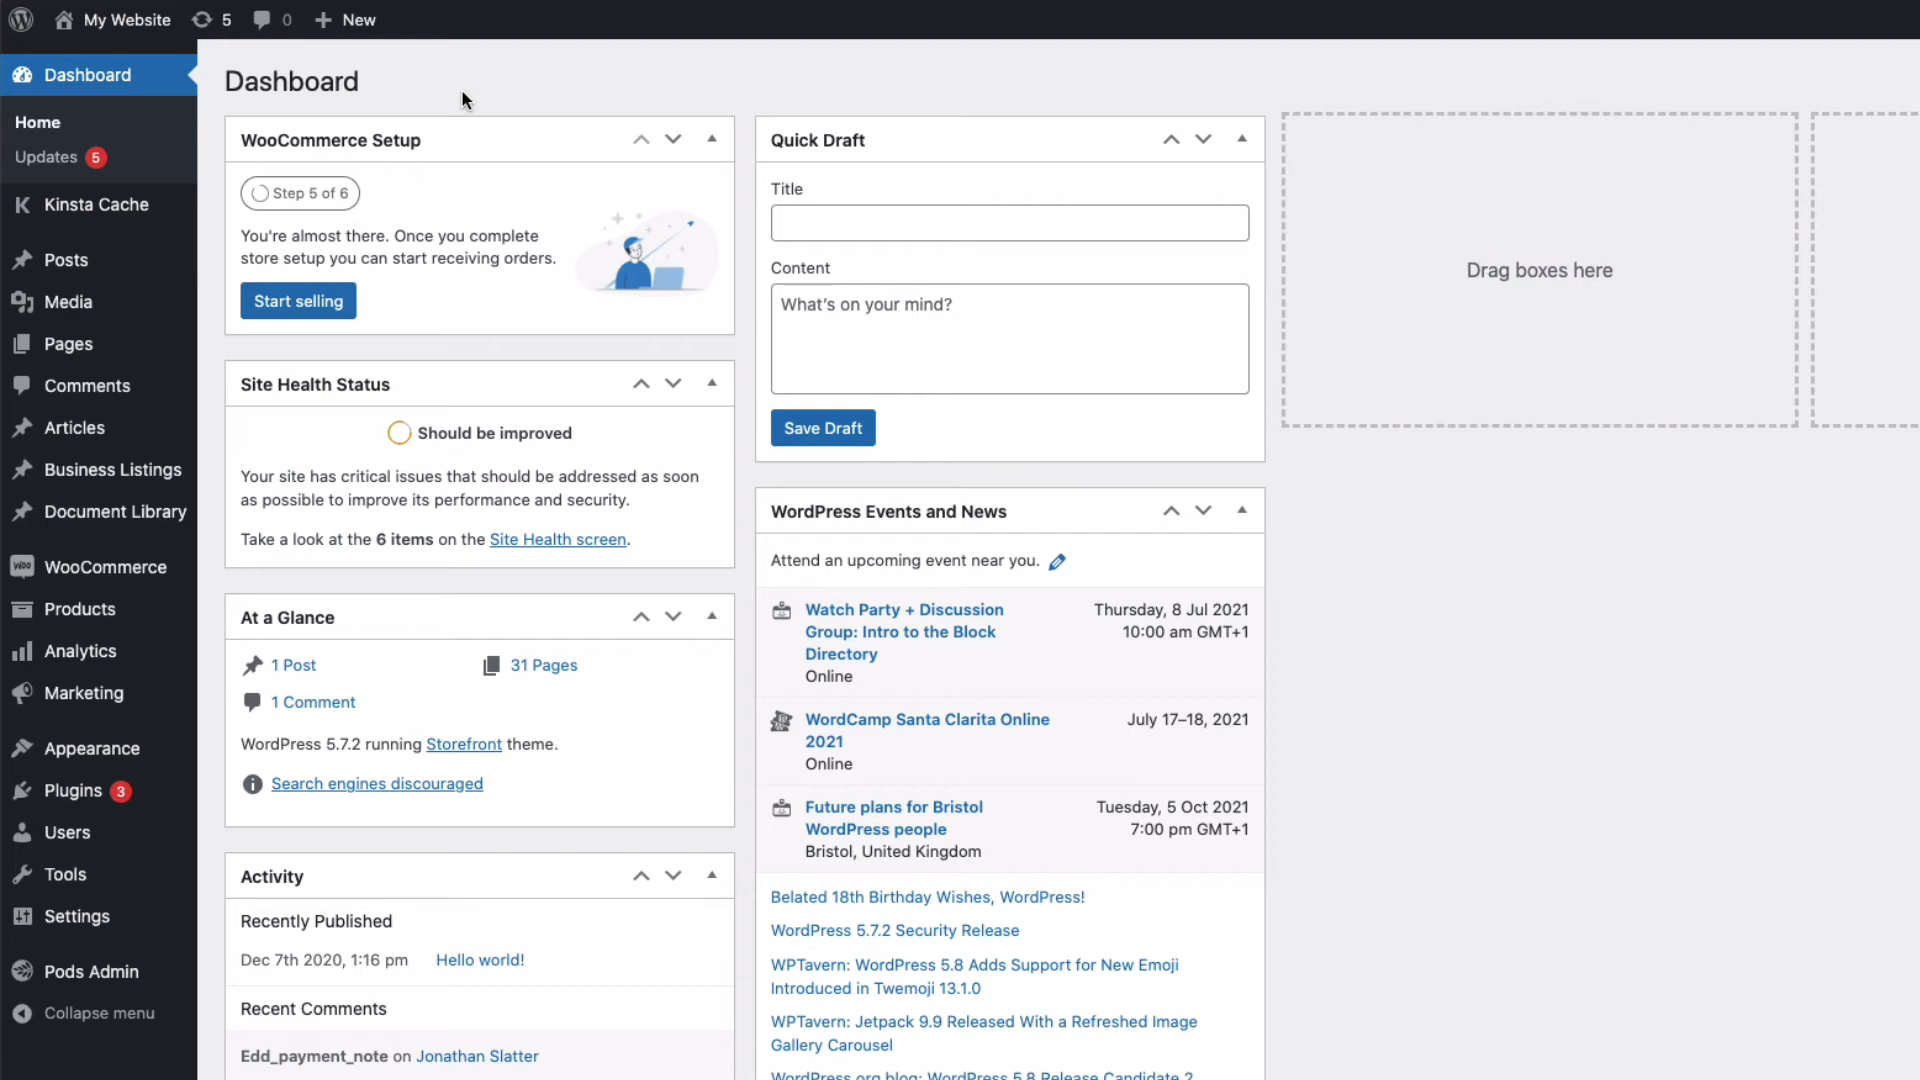 My Website 5 0 New
Dashboard
Home
Updates 5
Kinsta Cache
Posts
Media
Pages
Comments
Articles
Business Listings
Document Library
WooCommerce
Products
Analytics
Marketing
Appearance
Plugins 3
Users
Tools
Settings
Pods Admin
Collapse menu
Dashboard
WooCommerce Setup
Step 5 of 6
You're almost there. Once you complete
store setup you can start receiving orders.
Start selling
Site Health Status
Should be improved
Your site has critical issues that should be addressed as soon
as possible to improve its performance and security.
Take a look at the 6 items on the Site Health screen.
At a Glance
1 Post 31 Pages
1 Comment
WordPress 5.7.2 running Storefront theme.
Search engines discouraged
Activity
Recently Published
Dec 7th 2020, 1:16 pm Hello world!
Recent Comments
Edd_payment_note on Jonathan Slatter
Quick Draft
Title
Content
What's on your mind?
Save Draft
WordPress Events and News
Attend an upcoming event near you.
Watch Party + Discussion Thursday, 8 Jul 2021
Group: Intro to the Block 10:00 am GMT+1
Directory
Online
WordCamp Santa Clarita Online July 17–18, 2021
2021
Online
Future plans for Bristol Tuesday, 5 Oct 2021
WordPress people 7:00 pm GMT+1
Bristol, United Kingdom
Belated 18th Birthday Wishes, WordPress!
WordPress 5.7.2 Security Release
WPTavern: WordPress 5.8 Adds Support for New Emoji
Introduced in Twemoji 13.1.0
WPTavern: Jetpack 9.9 Released With a Refreshed Image
Gallery Carousel
WordPress.org blog: WordPress 5.8 Release Candidate 2
Drag boxes here